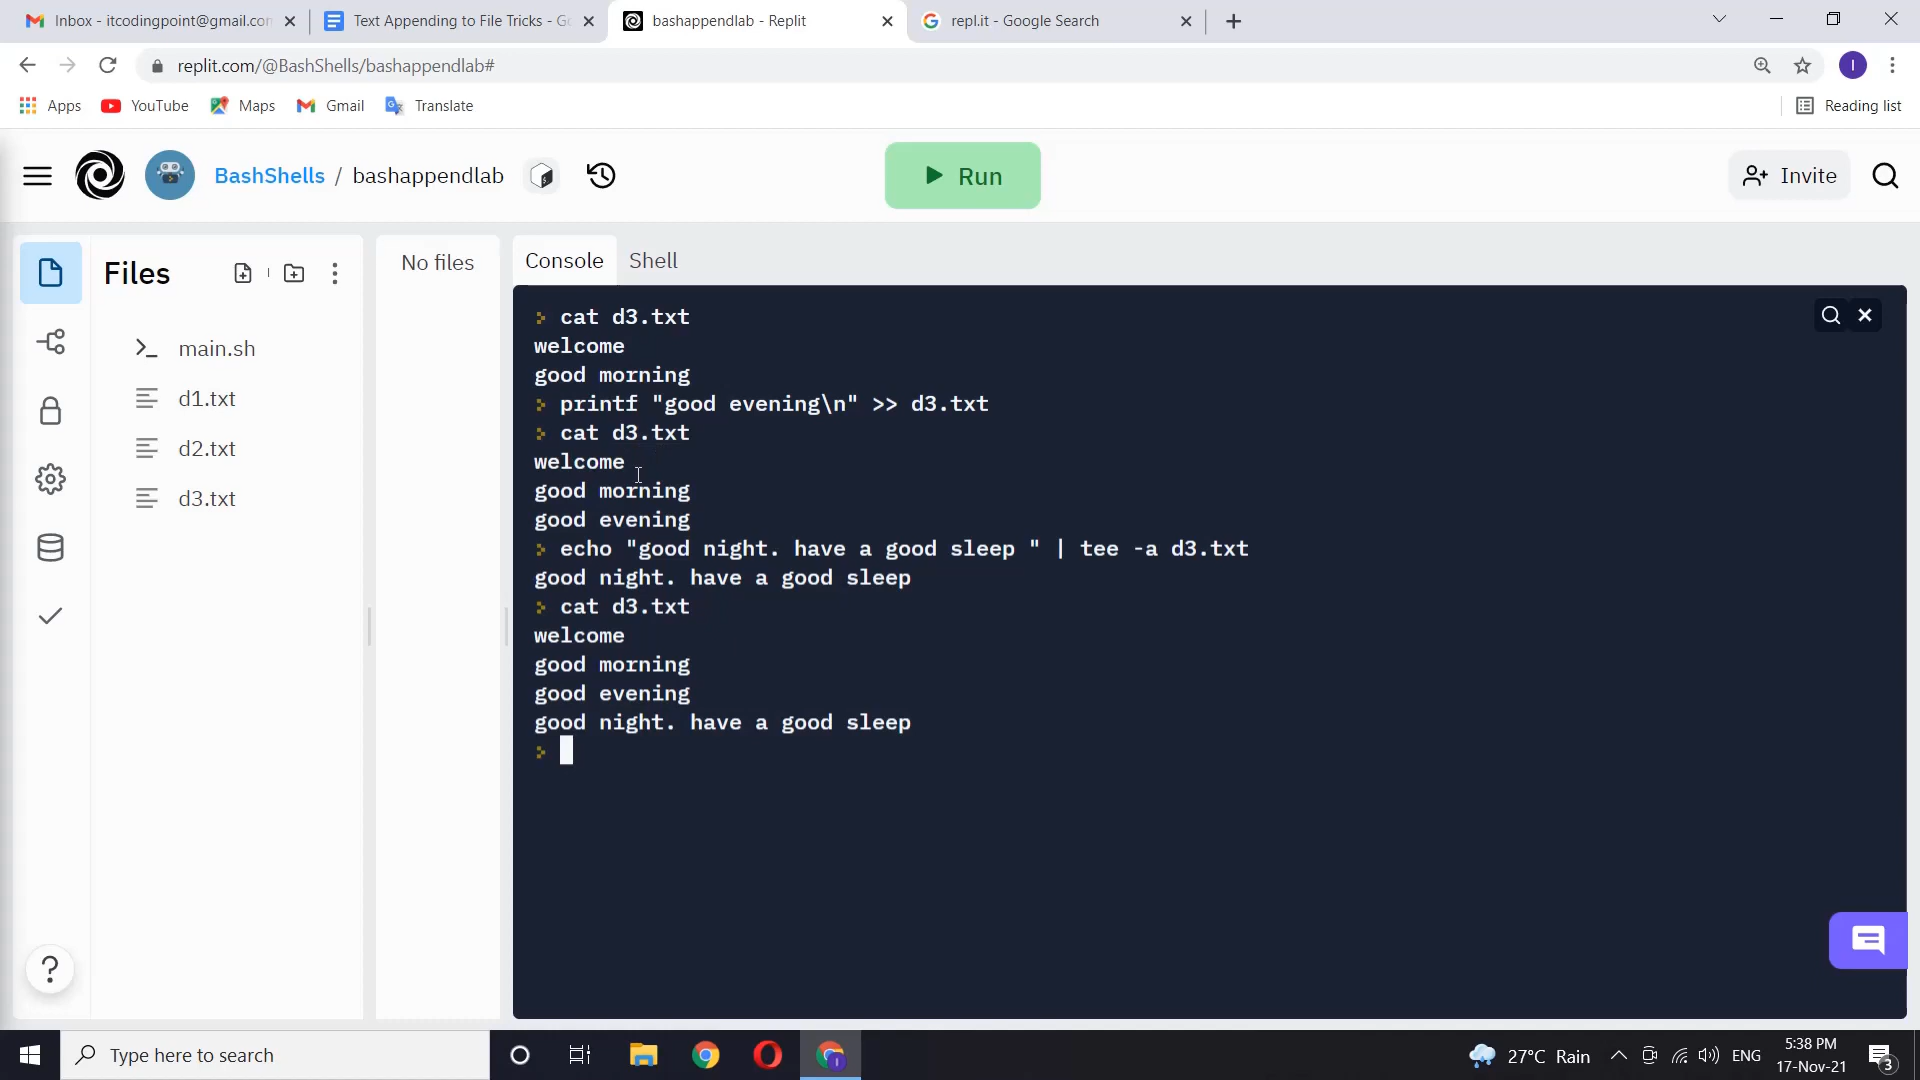 Inbox - itcodingpoint@gmail.com
Text Appending to File Tricks - Go
bashappendlab - Replit
repl.it - Google Search
replit.com/@BashShells/bashappendlab#
I
Apps
YouTube
Maps
Gmail
Translate
Reading list
BashShells / bashappendlab
Run
Invite
Files
No files
Console
Shell
main.sh
d1.txt
d2.txt
d3.txt
> cat d3.txt
welcome
good morning
> printf "good evening\n" >> d3.txt
> cat d3.txt
welcome
good morning
good evening
> echo "good night. have a good sleep " | tee -a d3.txt
good night. have a good sleep
> cat d3.txt
welcome
good morning
good evening
good night. have a good sleep
>
?
Type here to search
27°C Rain
ENG
5:38 PM
17-Nov-21
3